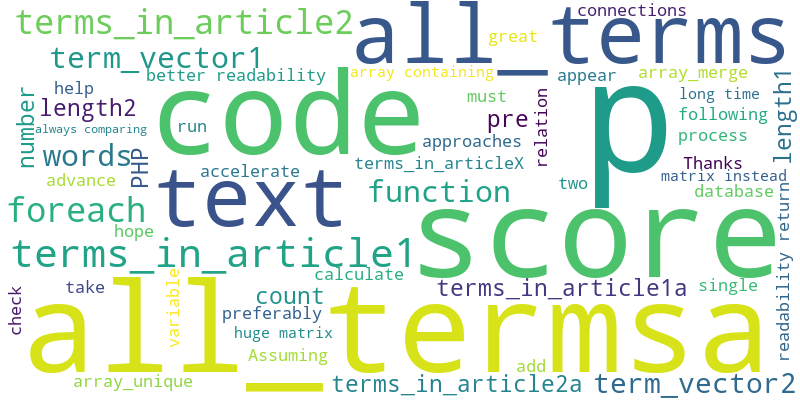 terms_in_article2
all_terms
connections
great
term_vector1
better readability
array containing
appear
array_merge
help
length2
always comparing
number
code
run
must
pre
relation
p
long time
length1
following
process
approaches
words
PHP
accelerate
terms_in_articleX
Thanks
matrix instead
advance
text
function
two
database
foreach
hope
score
terms_in_article1
calculate
readability return
check
take
all_termsa
variable
count
preferably
huge matrix
Assuming
terms_in_article1a
single
add
array_unique
terms_in_article2a
term_vector2